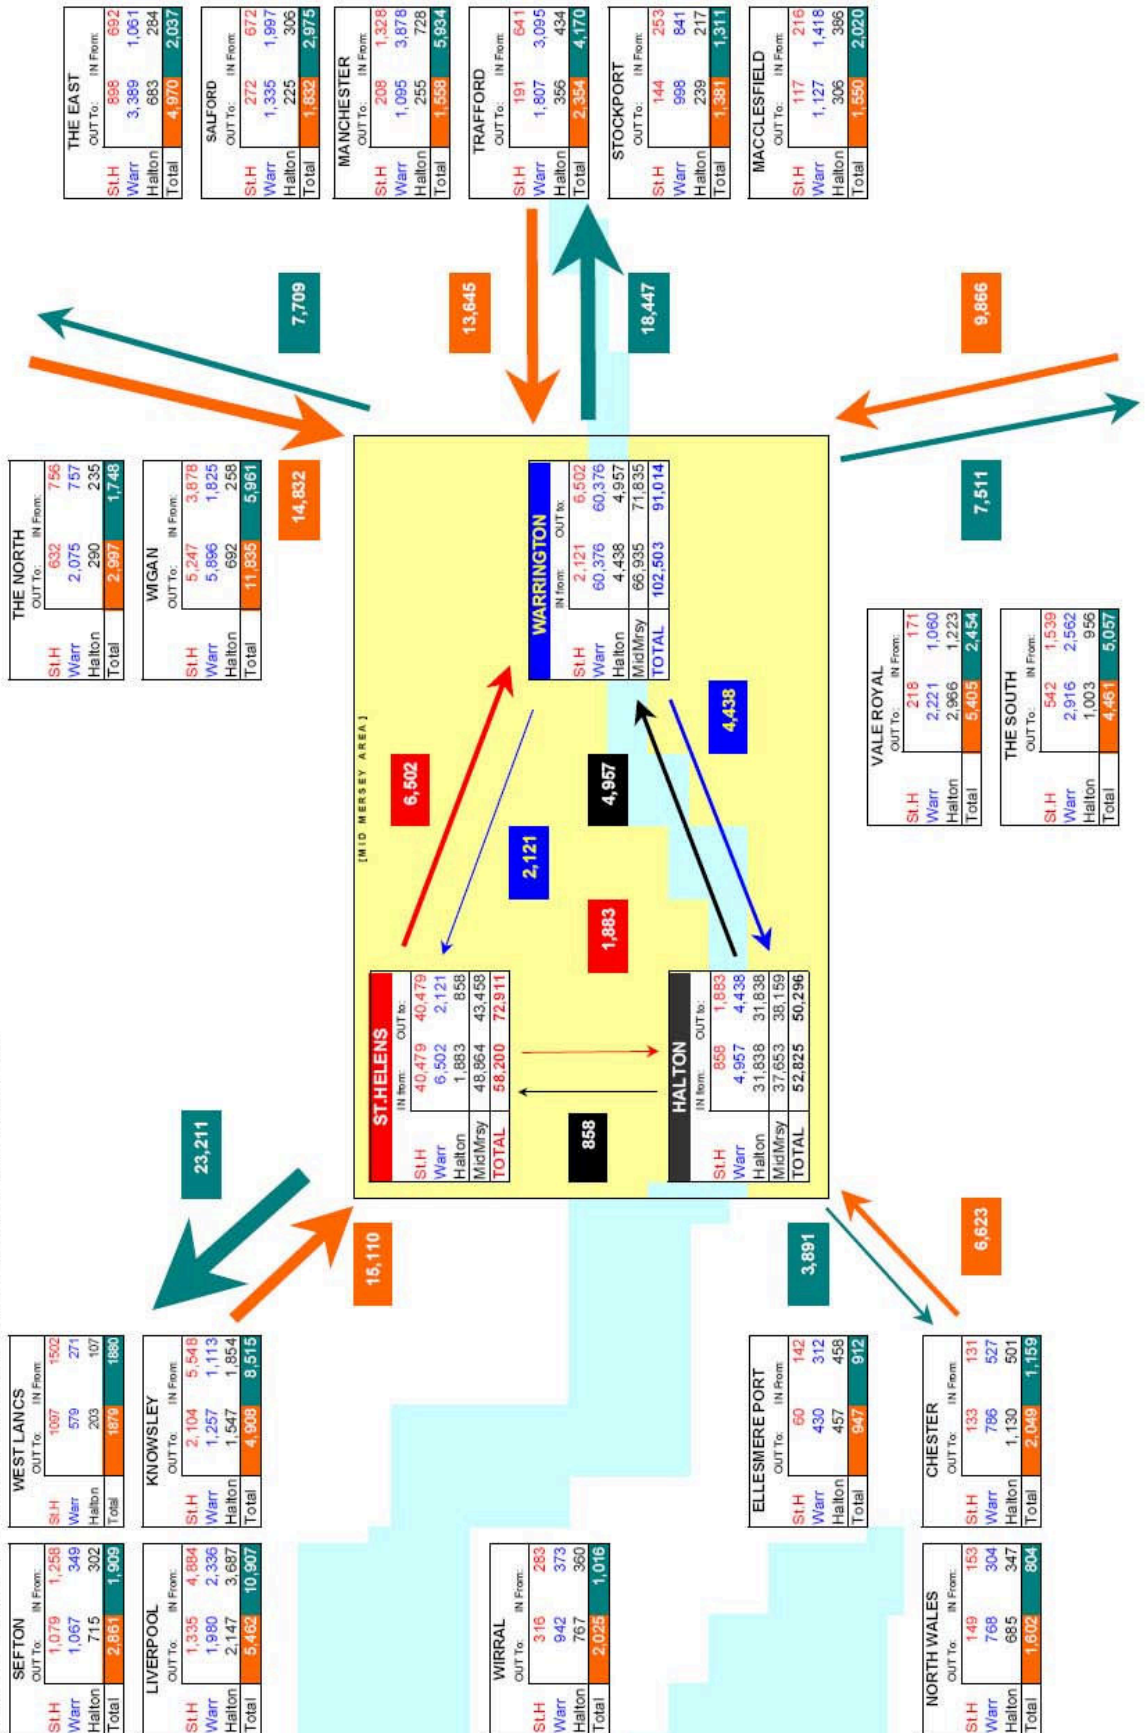 SEFTON
OUT To: IN From:
St.H 1,079 1,258
Warr 1,067 349
Halton 715 302
Total 2,861 1,909
WEST LANCS
OUT To: IN From:
St.H 1097 1502
Warr 579 271
Halton 203 107
Total 1879 1880
LIVERPOOL
OUT To: IN From:
St.H 1,335 4,884
Warr 1,980 2,336
Halton 2,147 3,687
Total 5,462 10,907
KNOWSLEY
OUT To: IN From:
St.H 2,104 5,548
Warr 1,257 1,113
Halton 1,547 1,854
Total 4,908 8,515
23,211
15,110
THE NORTH
OUT To: IN From:
St.H 632 756
Warr 2,075 757
Halton 290 235
Total 2,997 1,748
WIGAN
OUT To: IN From:
St.H 5,247 3,878
Warr 5,896 1,825
Halton 692 258
Total 11,835 5,961
14,832
7,709
THE EAST
OUT To: IN From:
St.H 898 692
Warr 3,389 1,061
Halton 683 284
Total 4,970 2,037
SALFORD
OUT To: IN From:
St.H 272 672
Warr 1,335 1,997
Halton 225 306
Total 1,832 2,975
MANCHESTER
OUT To: IN From:
St.H 208 1,328
Warr 1,095 3,878
Halton 255 728
Total 1,558 5,934
TRAFFORD
OUT To: IN From:
St.H 191 641
Warr 1,807 3,095
Halton 356 434
Total 2,354 4,170
STOCKPORT
OUT To: IN From:
St.H 144 253
Warr 998 841
Halton 239 217
Total 1,381 1,311
MACCLESFIELD
OUT To: IN From:
St.H 117 216
Warr 1,127 1,418
Halton 306 386
Total 1,550 2,020
13,645
18,447
[MID MERSEY AREA]
ST.HELENS
IN from: OUT to:
St.H 40,479 40,479
Warr 6,502 2,121
Halton 1,883 858
MidMrsy 48,864 43,458
TOTAL 58,200 72,911
6,502
2,121
WARRINGTON
IN from: OUT to:
St.H 2,121 6,502
Warr 60,376 60,376
Halton 4,438 4,957
MidMrsy 66,935 71,835
TOTAL 102,503 91,014
858
1,883
4,957
4,438
HALTON
IN from: OUT to:
St.H 858 1,883
Warr 4,957 4,438
Halton 31,838 31,838
MidMrsy 37,653 38,159
TOTAL 52,825 50,296
WIRRAL
OUT To: IN From:
St.H 316 283
Warr 942 373
Halton 767 360
Total 2,025 1,016
ELLESMERE PORT
OUT To: IN From:
St.H 60 142
Warr 430 312
Halton 457 458
Total 947 912
3,891
6,623
NORTH WALES
OUT To: IN From:
St.H 149 153
Warr 768 304
Halton 685 347
Total 1,602 804
CHESTER
OUT To: IN From:
St.H 133 131
Warr 786 527
Halton 1,130 501
Total 2,049 1,159
VALE ROYAL
OUT To: IN From:
St.H 218 171
Warr 2,221 1,060
Halton 2,966 1,223
Total 5,405 2,454
THE SOUTH
OUT To: IN From:
St.H 542 1,539
Warr 2,916 2,562
Halton 1,003 956
Total 4,461 5,057
7,511
9,866